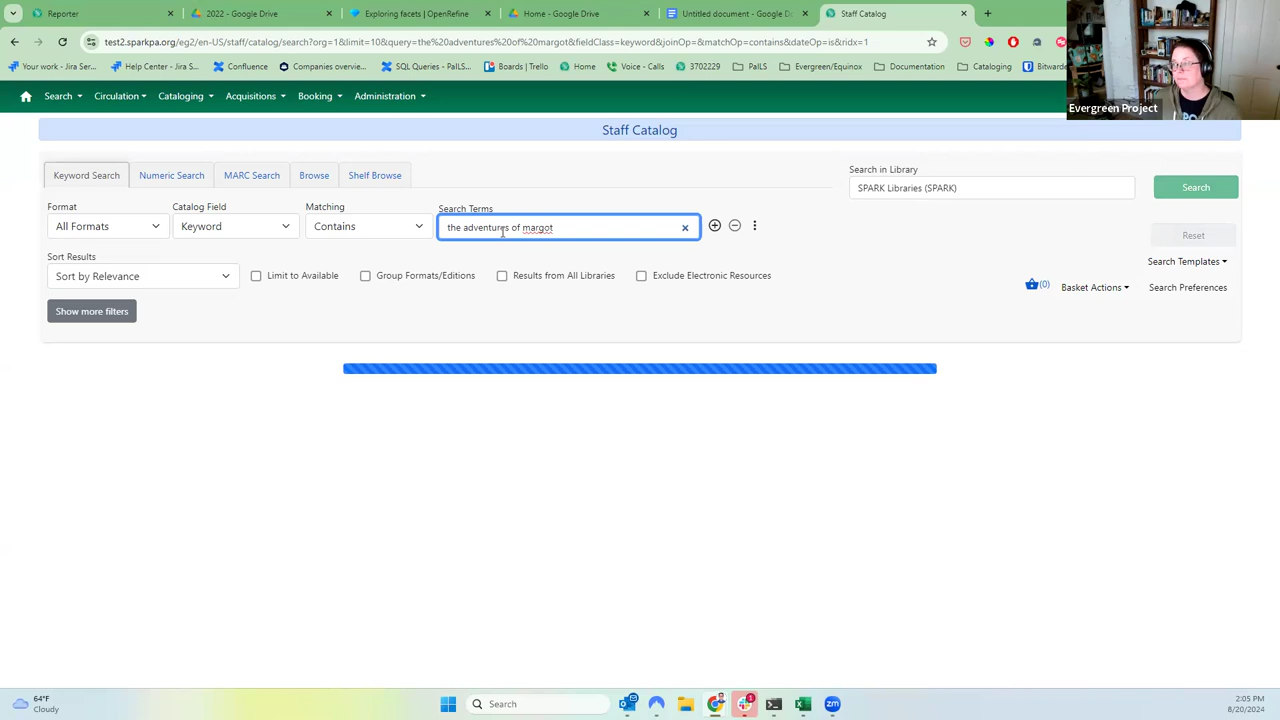 Reporter
2022 - Google Drive
Exploring facets | OpenRefine
Home - Google Drive
Untitled document - Google Do
Staff Catalog
test2.sparkpa.org/eg2/en-US/staff/catalog/search?org=1&limit=10&query=the%20adventures%20of%20margot&fieldClass=keyword&joinOp=&matchOp=contains&dateOp=is&ridx=1
Your work - Jira Ser...
Help Center - Jira S...
Confluence
Companies overvie...
SQL Queries - PaILS...
Boards | Trello
Home
Voice - Calls
3702229
PaILS
Evergreen/Equinox
Documentation
Cataloging
Bitwarde
Evergreen Project
Search
Circulation
Cataloging
Acquisitions
Booking
Administration
Staff Catalog
Keyword Search
Numeric Search
MARC Search
Browse
Shelf Browse
Search in Library
SPARK Libraries (SPARK)
Search
Format
Catalog Field
Matching
Search Terms
All Formats
Keyword
Contains
the adventures of margot
Reset
Sort Results
Sort by Relevance
Limit to Available
Group Formats/Editions
Results from All Libraries
Exclude Electronic Resources
Search Templates
(0)
Basket Actions
Search Preferences
Show more filters
64°F
Cloudy
Search
1
zm
2:05 PM
8/20/2024